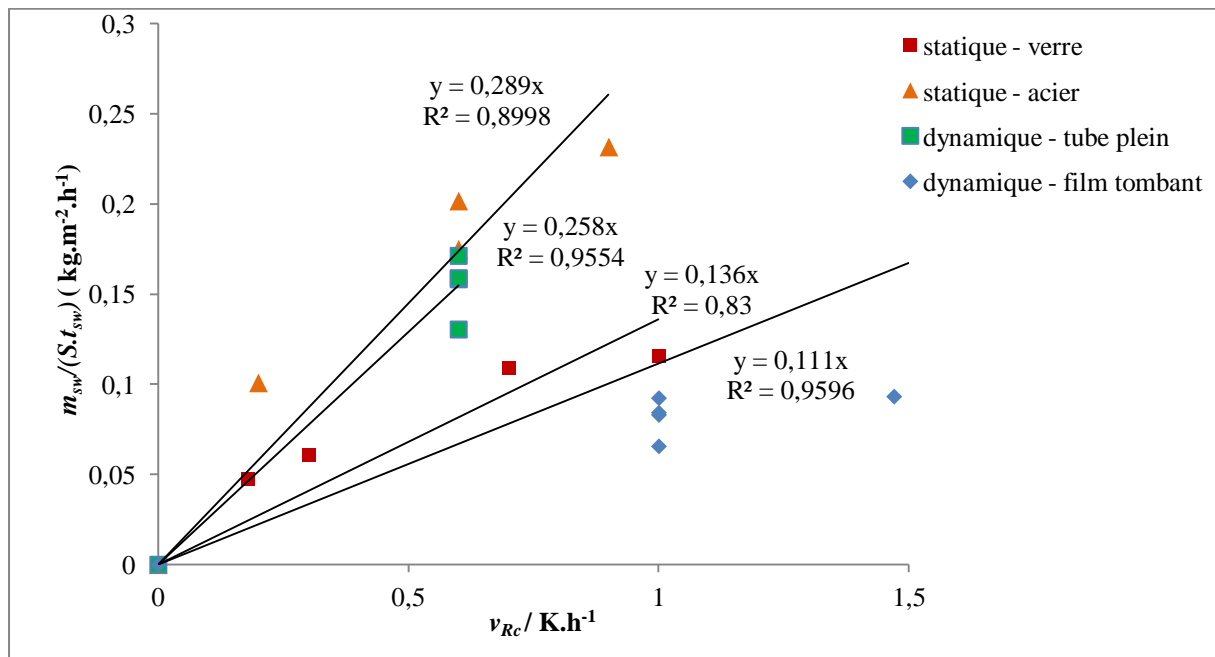 0,3
0,25
0,2
0,15
0,1
0,05
0
m_sw/(S.t_sw) ( kg.m⁻².h⁻¹)
y = 0,289x
R² = 0,8998
y = 0,258x
R² = 0,9554
y = 0,136x
R² = 0,83
y = 0,111x
R² = 0,9596
statique - verre
statique - acier
dynamique - tube plein
dynamique - film tombant
0 0,5 1 1,5
v_Rc / K.h⁻¹